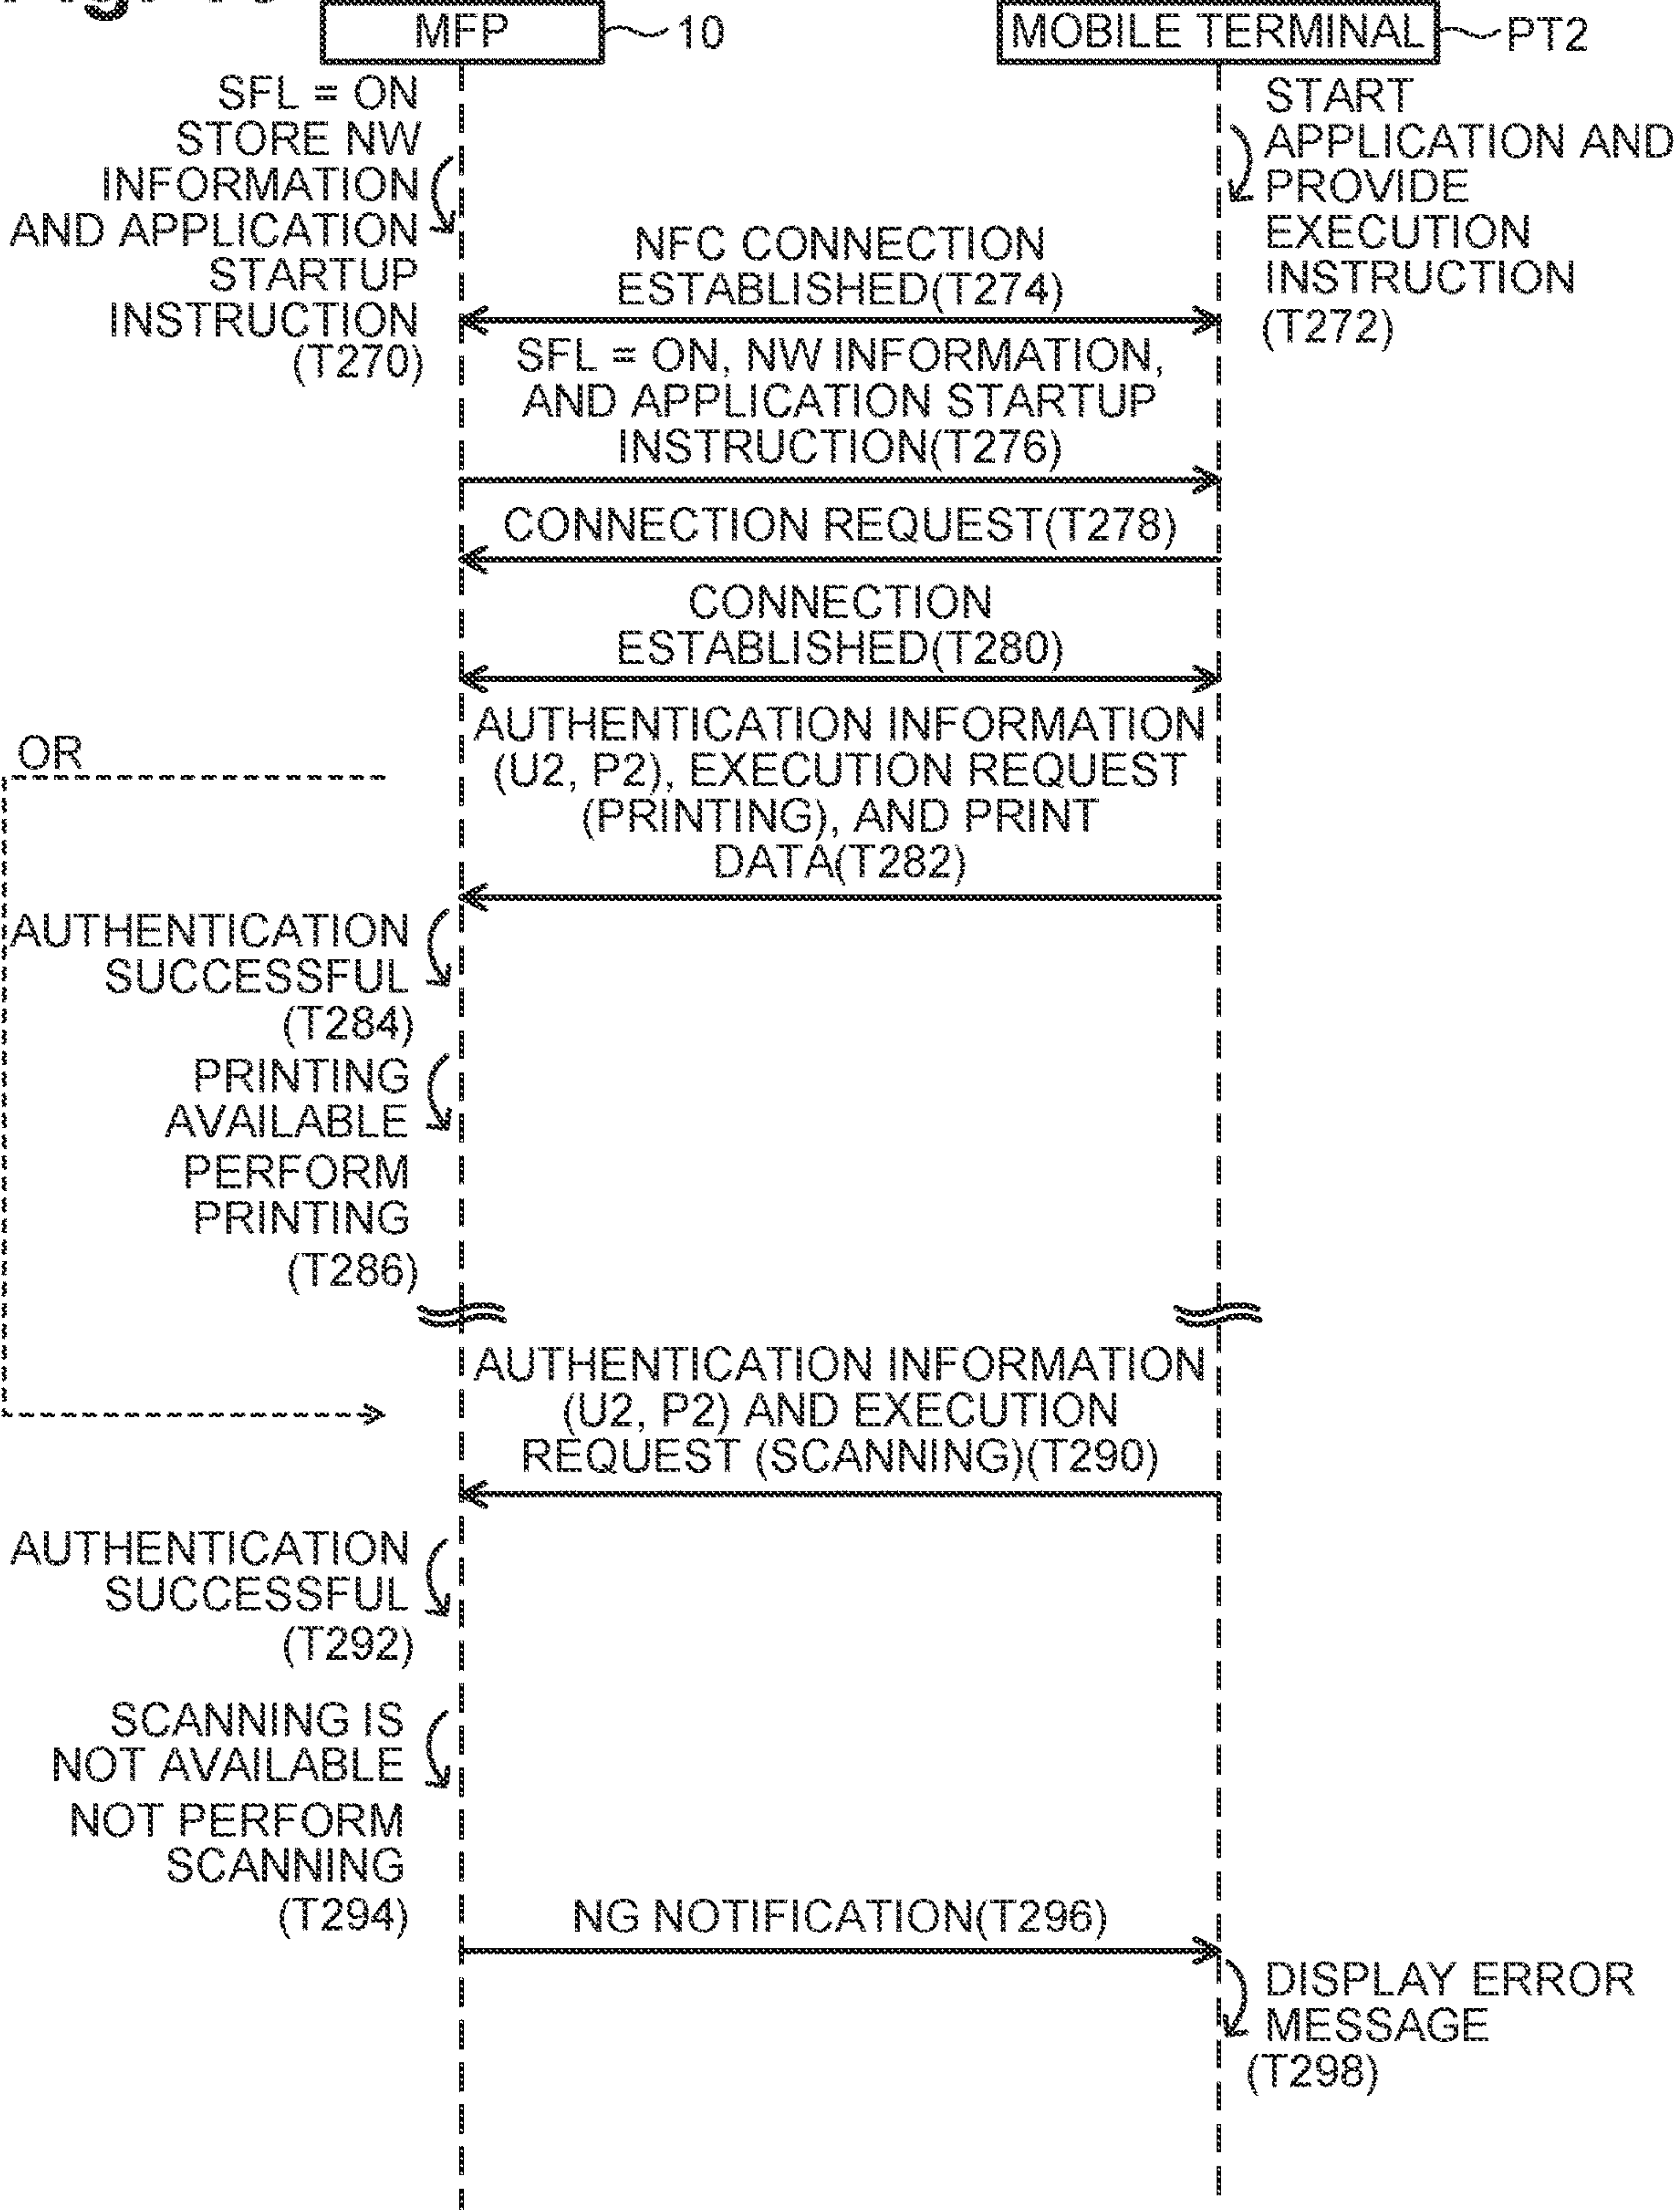 MFP
10
MOBILE TERMINAL
PT2
SFL = ON
STORE NW
INFORMATION
AND APPLICATION
STARTUP
INSTRUCTION
(T270)
START
APPLICATION AND
PROVIDE
EXECUTION
INSTRUCTION
(T272)
NFC CONNECTION
ESTABLISHED(T274)
SFL = ON, NW INFORMATION,
AND APPLICATION STARTUP
INSTRUCTION(T276)
CONNECTION REQUEST(T278)
CONNECTION
ESTABLISHED(T280)
OR
AUTHENTICATION INFORMATION
(U2, P2), EXECUTION REQUEST
(PRINTING), AND PRINT
DATA(T282)
AUTHENTICATION
SUCCESSFUL
(T284)
PRINTING
AVAILABLE
PERFORM
PRINTING
(T286)
AUTHENTICATION INFORMATION
(U2, P2) AND EXECUTION
REQUEST (SCANNING)(T290)
AUTHENTICATION
SUCCESSFUL
(T292)
SCANNING IS
NOT AVAILABLE
NOT PERFORM
SCANNING
(T294)
NG NOTIFICATION(T296)
DISPLAY ERROR
MESSAGE
(T298)